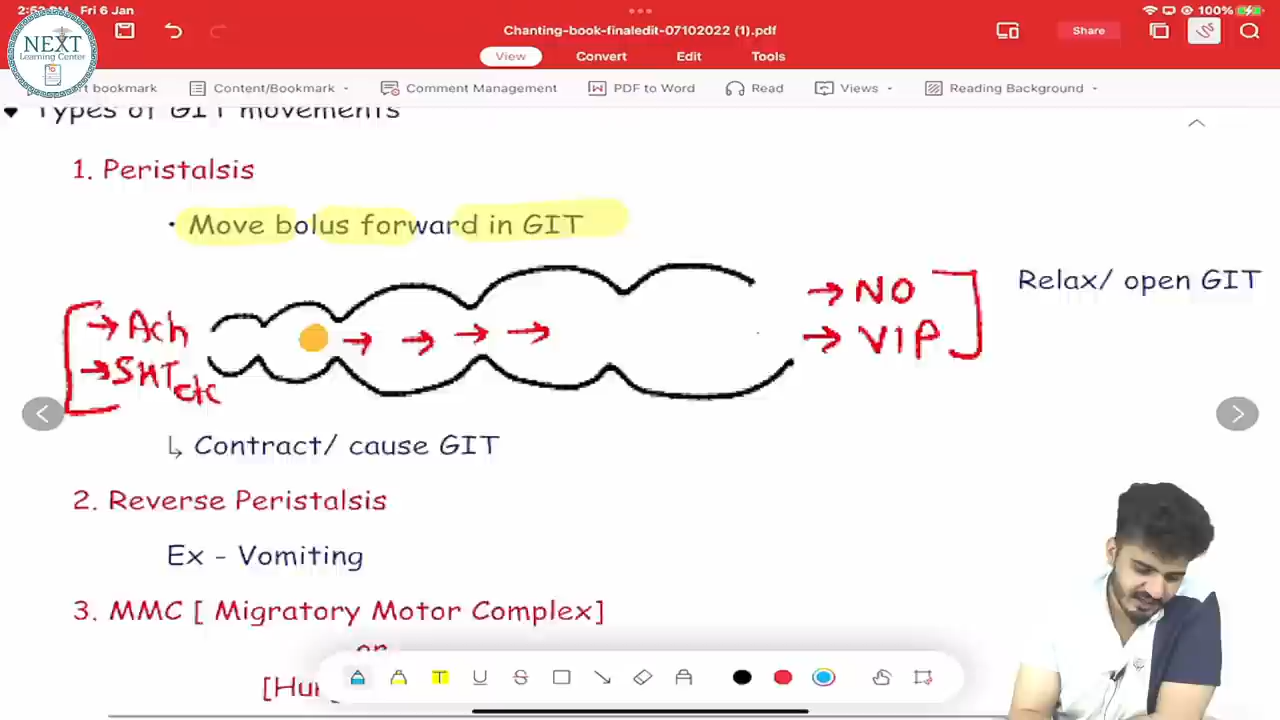 2:52 PM Fri 6 Jan
100%
NEXT
Learning Center
Chanting-book-finaledit-07102022 (1).pdf
Share
View Convert Edit Tools
bookmark Content/Bookmark Comment Management PDF to Word Read Views Reading Background
Types of GIT movements
1. Peristalsis
· Move bolus forward in GIT
→ Ach
→ 5HT etc
→ → → →
→ NO
→ VIP
Relax/ open GIT
↳ Contract/ cause GIT
2. Reverse Peristalsis
Ex - Vomiting
3. MMC [ Migratory Motor Complex]
or